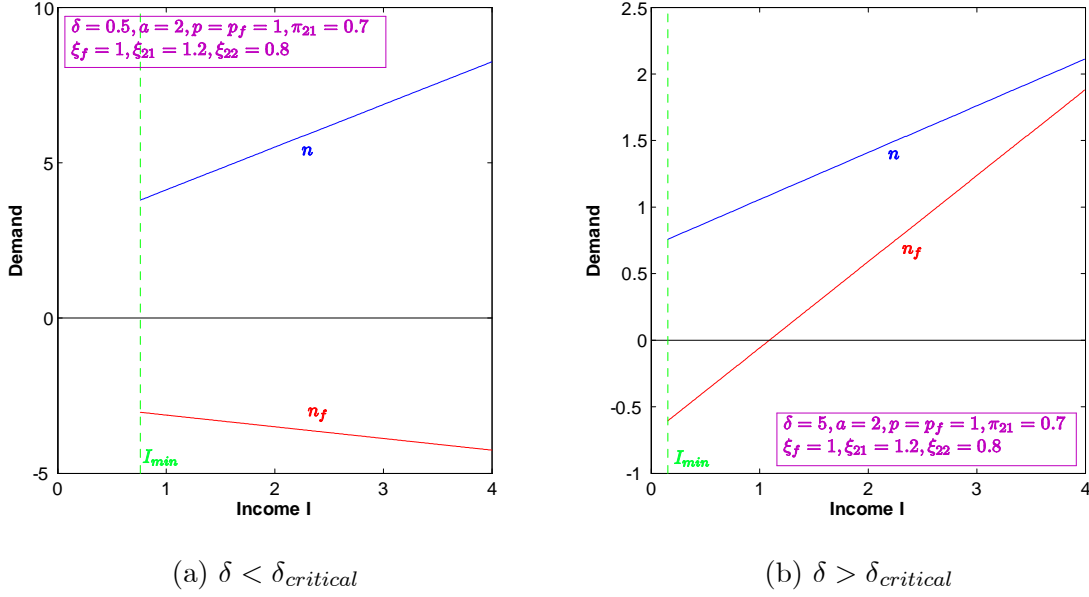 10
5
0
-5
Demand
δ = 0.5, a = 2, p = p_f = 1, π_21 = 0.7
ξ_f = 1, ξ_21 = 1.2, ξ_22 = 0.8
n
n_f
I_min
0 1 2 3 4
Income I
(a) δ < δ_critical
2.5
2
1.5
1
0.5
0
-0.5
-1
Demand
n
n_f
δ = 5, a = 2, p = p_f = 1, π_21 = 0.7
ξ_f = 1, ξ_21 = 1.2, ξ_22 = 0.8
I_min
0 1 2 3 4
Income I
(b) δ > δ_critical